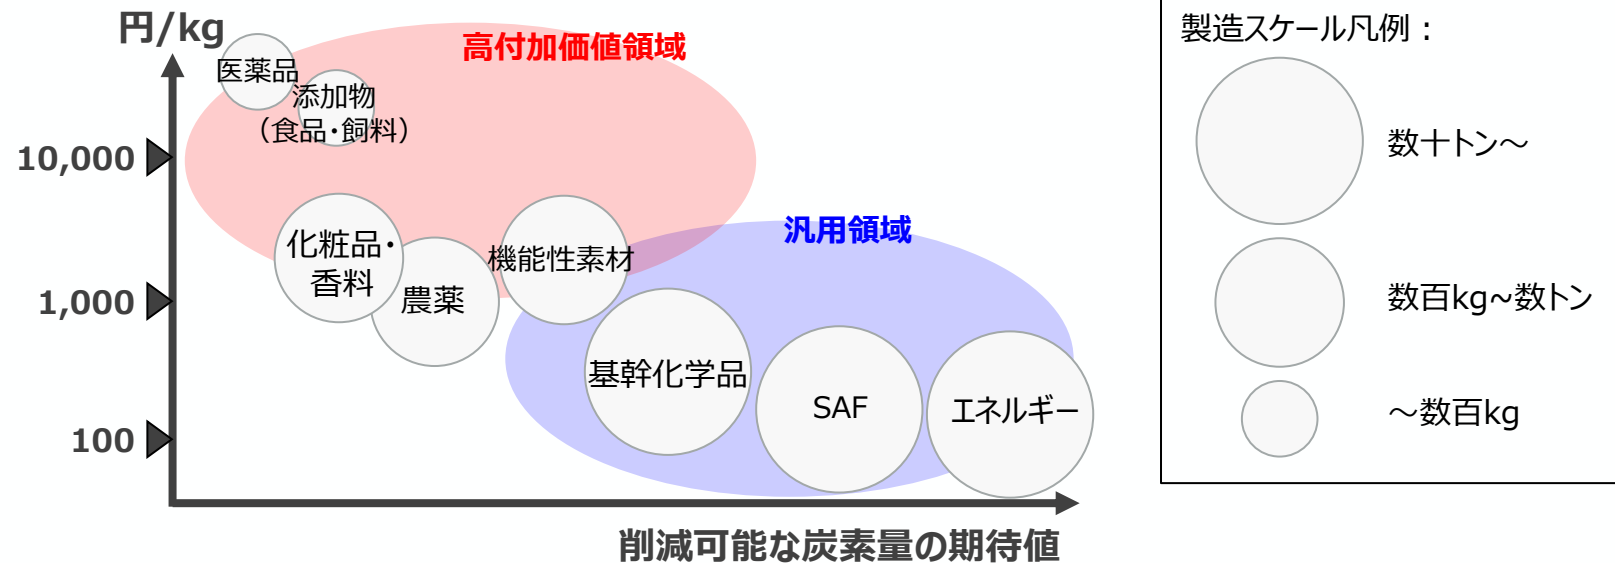 円/kg
高付加価値領域
医薬品
添加物
（食品・飼料）
10,000
化粧品・
香料
農薬
機能性素材
汎用領域
1,000
基幹化学品
SAF
エネルギー
100
削減可能な炭素量の期待値
製造スケール凡例：
数十トン～
数百kg~数トン
～数百kg